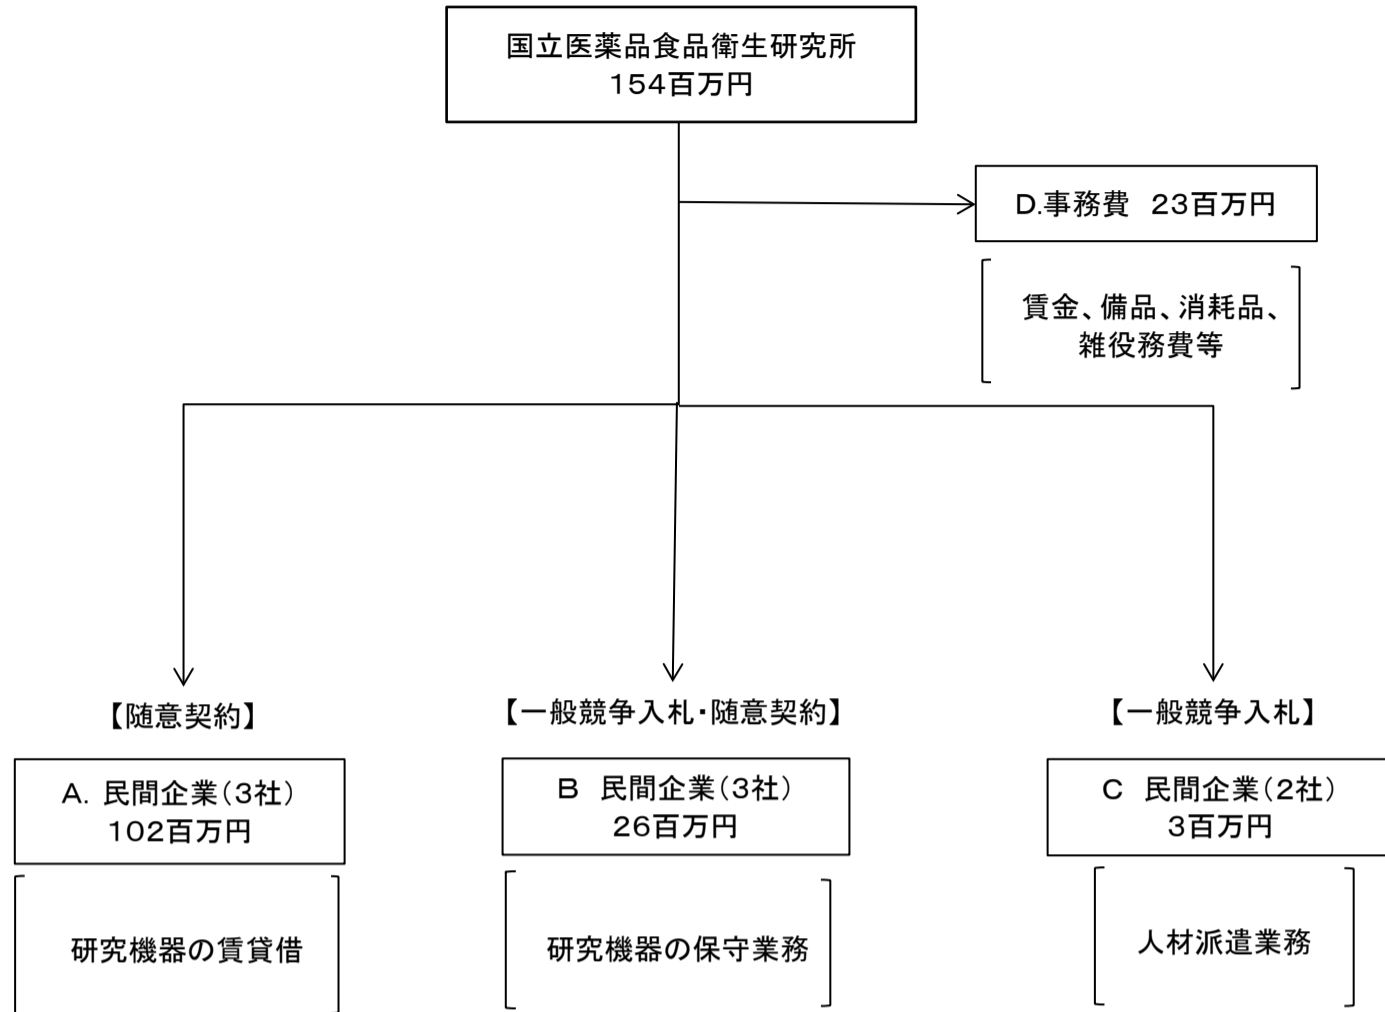 国立医薬品食品衛生研究所
154百万円
D.事務費　23百万円
賃金、備品、消耗品、
雑役務費等
【随意契約】
A. 民間企業(3社)
102百万円
研究機器の賃貸借
【一般競争入札・随意契約】
B　民間企業(3社)
26百万円
研究機器の保守業務
【一般競争入札】
C　民間企業(2社)
3百万円
人材派遣業務